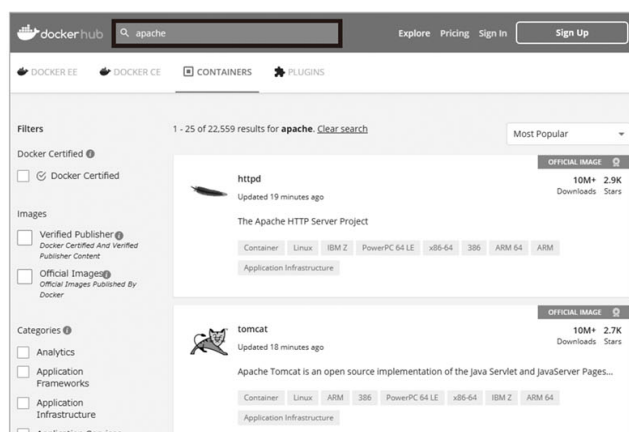 dockerhub
apache
Explore Pricing Sign In Sign Up
DOCKER EE DOCKER CE CONTAINERS PLUGINS
Filters
Docker Certified
Docker Certified
Images
Verified Publisher
Docker Certified And Verified
Publisher Content
Official Images
Official Images Published By
Docker
Categories
Analytics
Application
Frameworks
Application
Infrastructure
1 - 25 of 22,559 results for apache. Clear search
Most Popular
OFFICIAL IMAGE
httpd
10M+ 2.9K
Downloads Stars
Updated 19 minutes ago
The Apache HTTP Server Project
Container Linux IBM Z PowerPC 64 LE x86-64 386 ARM 64 ARM
Application Infrastructure
OFFICIAL IMAGE
tomcat
10M+ 2.7K
Downloads Stars
Updated 18 minutes ago
Apache Tomcat is an open source implementation of the Java Servlet and JavaServer Pages...
Container Linux ARM 386 PowerPC 64 LE x86-64 IBM Z ARM 64
Application Infrastructure